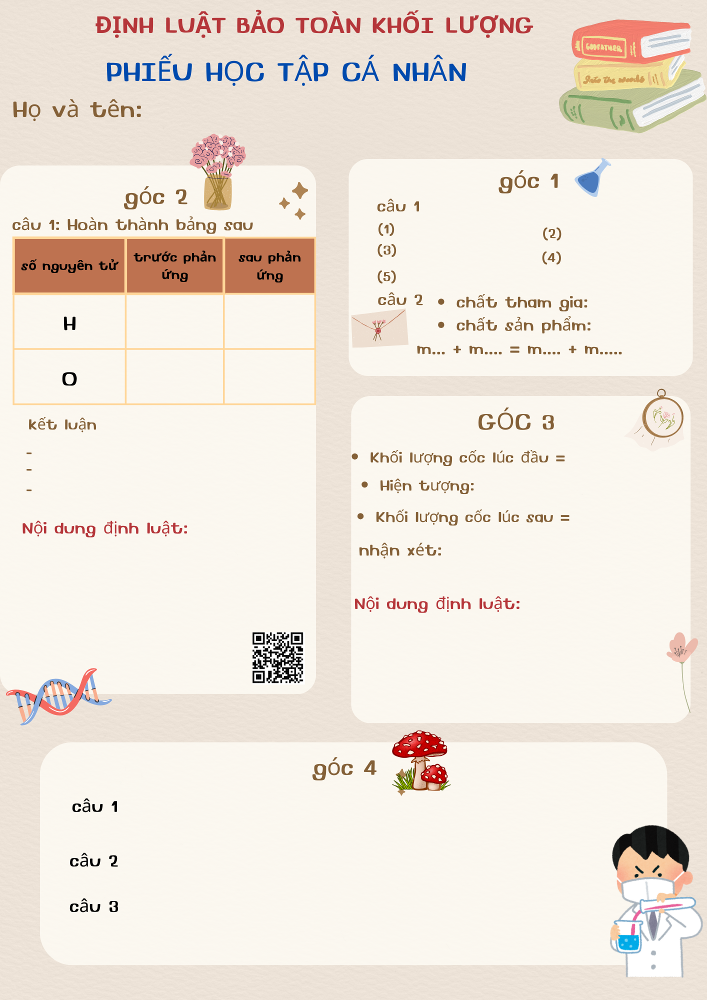 ĐỊNH LUẬT BẢO TOÀN KHỐI LƯỢNG
PHIẾU HỌC TẬP CÁ NHÂN
Họ và tên:
GODFATHER
Into the woods
góc 2
câu 1: Hoàn thành bảng sau
số nguyên tử
trước phản ứng
sau phản ứng
H
O
kết luận
-
-
-
Nội dung định luật:
góc 1
câu 1
(1)
(2)
(3)
(4)
(5)
câu 2
• chất tham gia:
• chất sản phẩm:
m... + m.... = m.... + m.....
GÓC 3
• Khối lượng cốc lúc đầu =
• Hiện tượng:
• Khối lượng cốc lúc sau =
nhận xét:
Nội dung định luật:
góc 4
câu 1
câu 2
câu 3